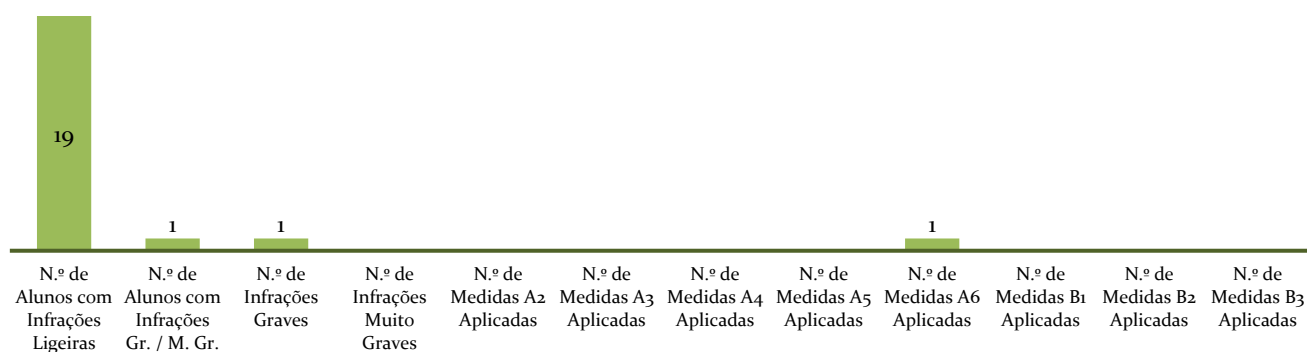 19
1
1
1
N.º de
Alunos com
Infrações
Ligeiras
N.º de
Alunos com
Infrações
Gr. / M. Gr.
N.º de
Infrações
Graves
N.º de
Infrações
Muito
Graves
N.º de
Medidas A2
Aplicadas
N.º de
Medidas A3
Aplicadas
N.º de
Medidas A4
Aplicadas
N.º de
Medidas A5
Aplicadas
N.º de
Medidas A6
Aplicadas
N.º de
Medidas B1
Aplicadas
N.º de
Medidas B2
Aplicadas
N.º de
Medidas B3
Aplicadas